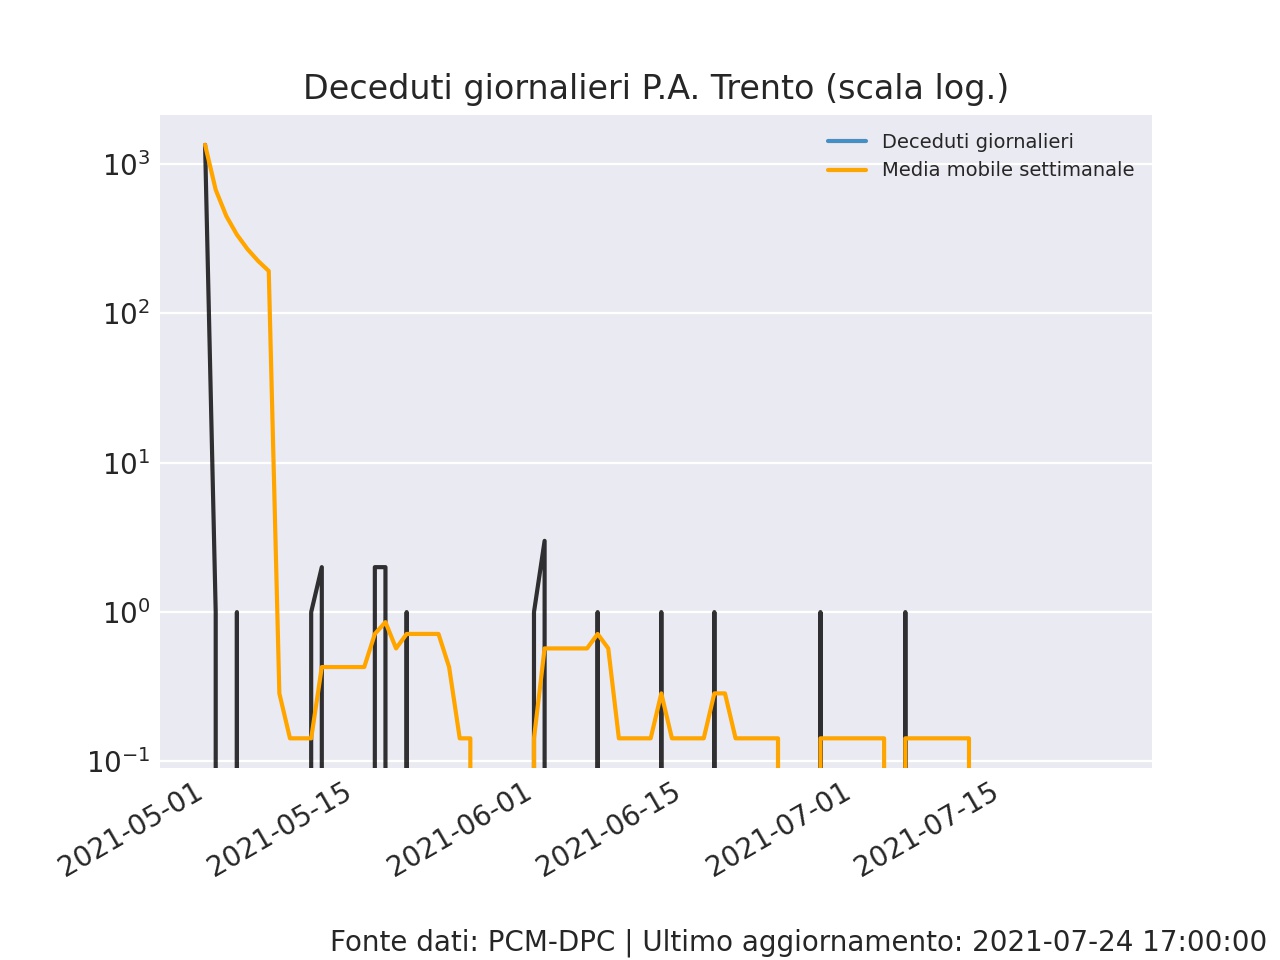 Deceduti giornalieri P.A. Trento (scala log.)
Deceduti giornalieri
Media mobile settimanale
10³
10²
10¹
10⁰
10⁻¹
2021-05-01
2021-05-15
2021-06-01
2021-06-15
2021-07-01
2021-07-15
Fonte dati: PCM-DPC | Ultimo aggiornamento: 2021-07-24 17:00:00